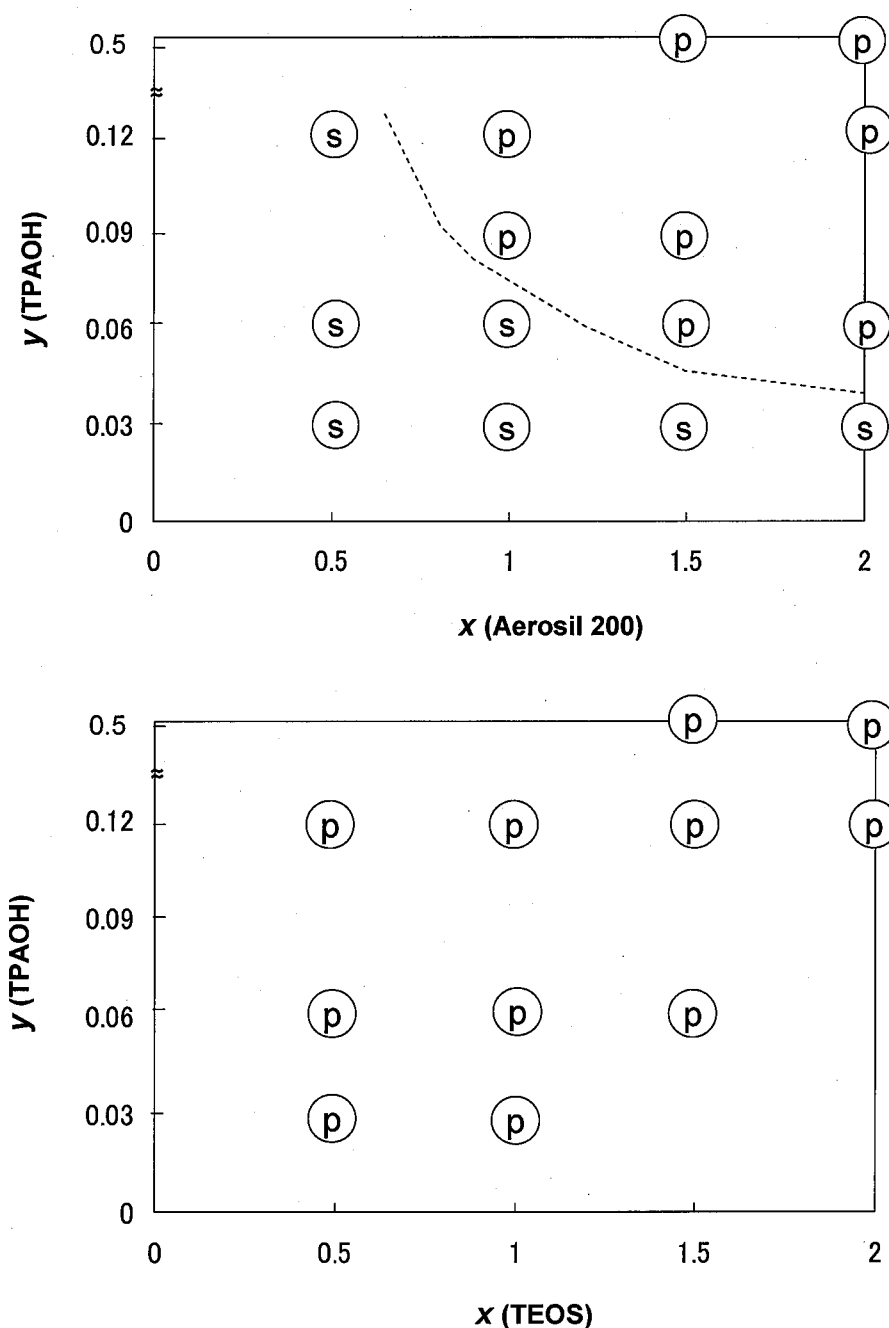 0.5 p p
≈
0.12 s p p
0.09 p p
0.06 s s p p
0.03 s s s s
0
0 0.5 1 1.5 2
y (TPAOH)
x (Aerosil 200)
0.5 p p
≈
0.12 p p p p
0.09
0.06 p p p
0.03 p p
0
0 0.5 1 1.5 2
y (TPAOH)
x (TEOS)